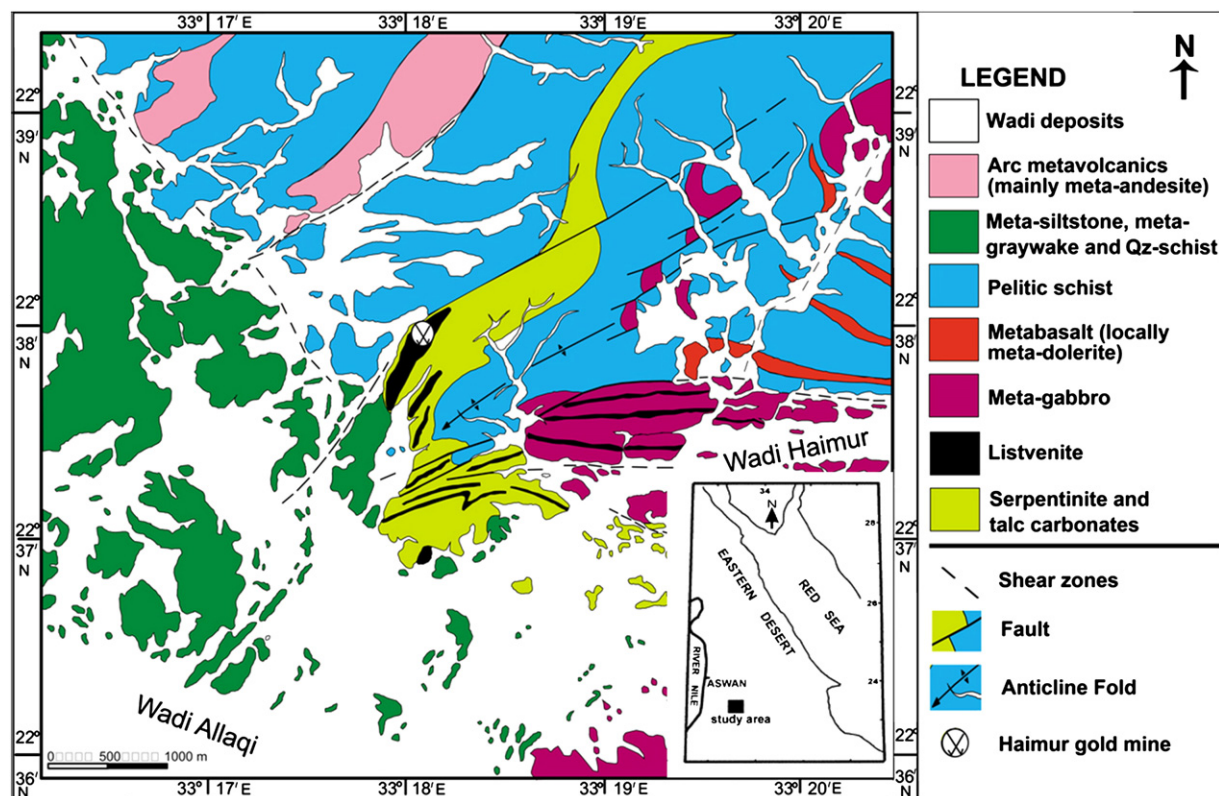 33° 17′ E
33° 18′ E
33° 19′ E
33° 20′ E
22°
39′
N
22°
38′
N
22°
37′
N
22°
36′
N
22°
39′
N
22°
38′
N
22°
37′
N
22°
36′
N
33° 17′ E
33° 18′ E
33° 19′ E
33° 20′ E
Wadi Haimur
Wadi Allaqi
0 500 1000 m
34
N
28
26
24
EASTERN DESERT
RED SEA
RIVER NILE
ASWAN
study area
N
LEGEND
Wadi deposits
Arc metavolcanics
(mainly meta-andesite)
Meta-siltstone, meta-
graywake and Qz-schist
Pelitic schist
Metabasalt (locally
meta-dolerite)
Meta-gabbro
Listvenite
Serpentinite and
talc carbonates
Shear zones
Fault
Anticline Fold
Haimur gold mine